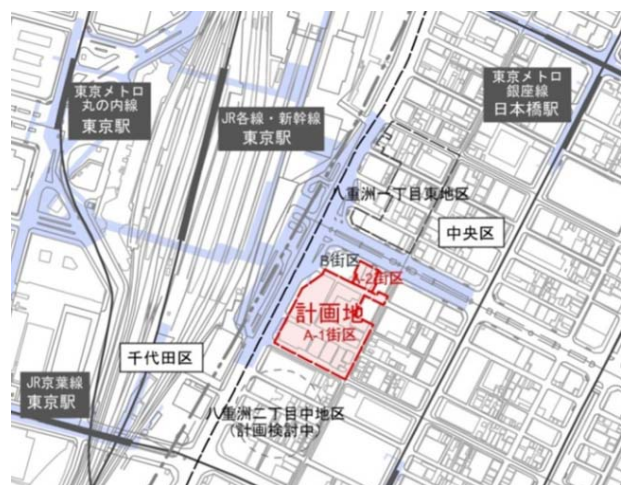 東京メトロ
丸の内線
東京駅
JR各線・新幹線
東京駅
東京メトロ
銀座線
日本橋駅
八重洲一丁目東地区
中央区
B街区
A-2街区
計画地
A-1街区
千代田区
JR京葉線
東京駅
八重洲二丁目中地区
(計画検討中)